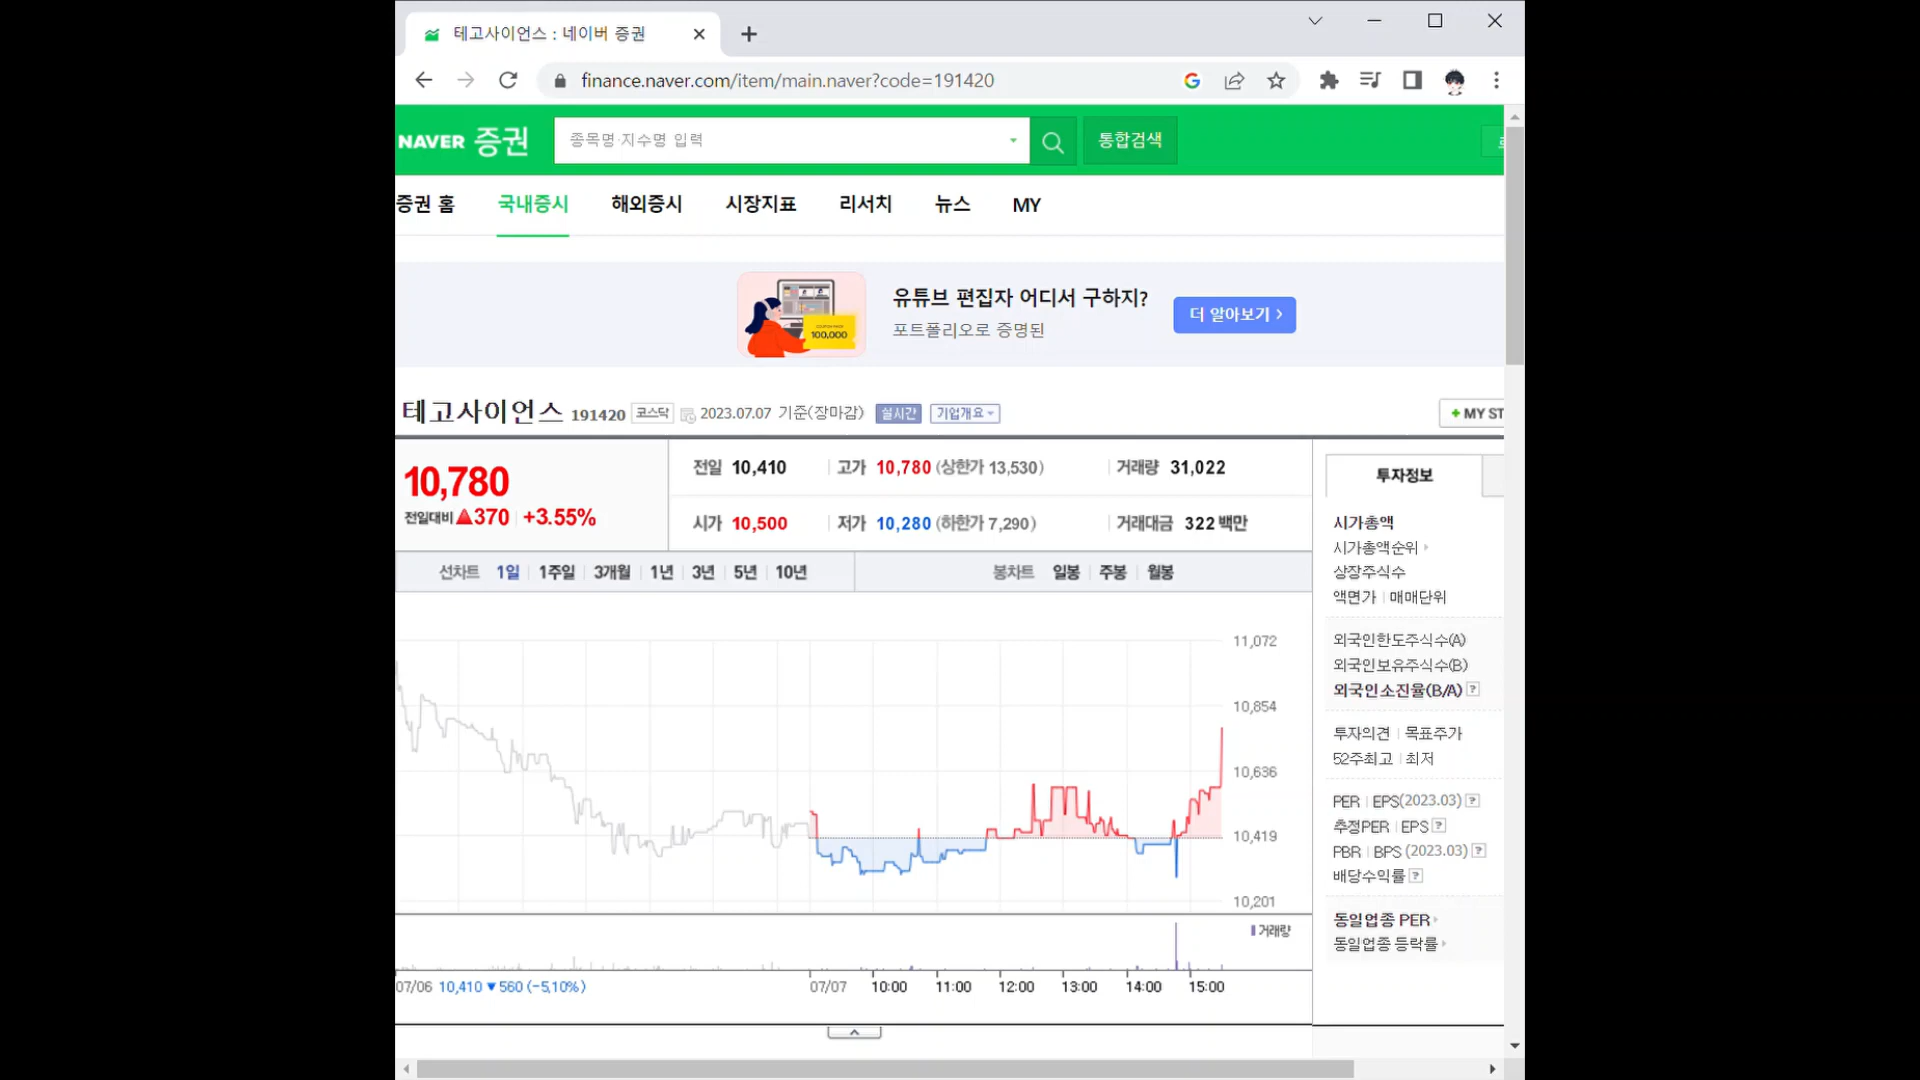 테고사이언스 : 네이버 증권
finance.naver.com/item/main.naver?code=191420
NAVER 증권
종목명·지수명 입력
통합검색
증권 홈 국내증시 해외증시 시장지표 리서치 뉴스 MY
100,000
유튜브 편집자 어디서 구하지?
포트폴리오로 증명된
더 알아보기 >
테고사이언스 191420 코스닥 2023.07.07 기준(장마감) 실시간 기업개요
+ MY ST
10,780
전일대비 ▲370 +3.55%
전일 10,410 고가 10,780 (상한가 13,530) 거래량 31,022
시가 10,500 저가 10,280 (하한가 7,290) 거래대금 322 백만
선차트 1일 1주일 3개월 1년 3년 5년 10년
봉차트 일봉 주봉 월봉
11,072
10,854
10,636
10,419
10,201
거래량
07/06 10,410 ▼560 (-5,10%)
07/07 10:00 11:00 12:00 13:00 14:00 15:00
투자정보
시가총액
시가총액순위
상장주식수
액면가 매매단위
외국인한도주식수(A)
외국인보유주식수(B)
외국인소진율(B/A) ?
투자의견 목표주가
52주최고 최저
PER EPS(2023.03) ?
추정PER EPS ?
PBR BPS (2023.03) ?
배당수익률 ?
동일업종 PER
동일업종 등락률